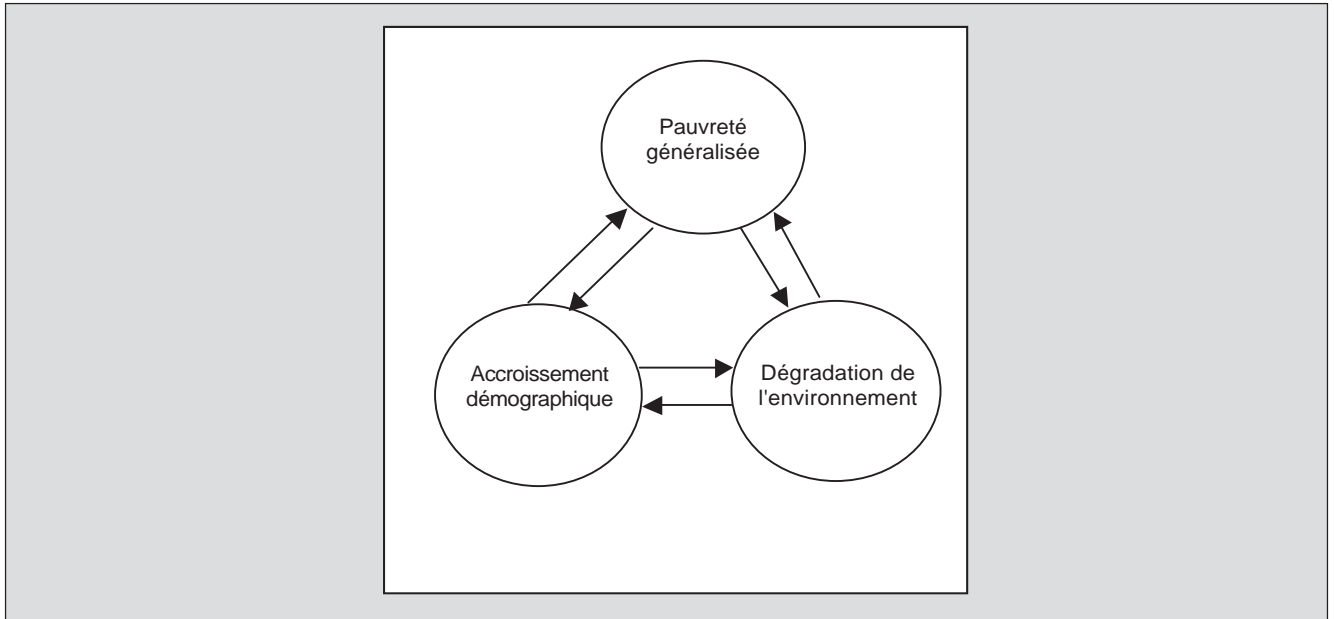 Pauvreté
généralisée
Accroissement
démographique
Dégradation de
l'environnement